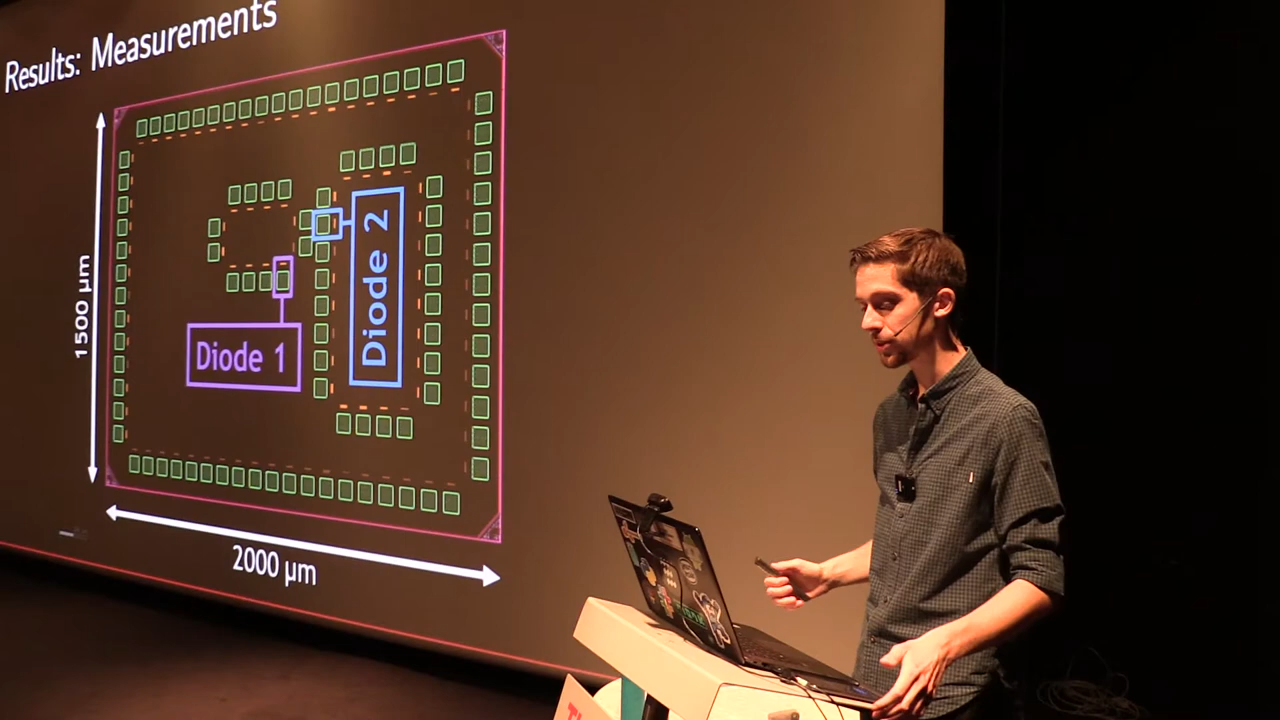 Results: Measurements
Diode 2
1500 µm
Diode 1
2000 µm